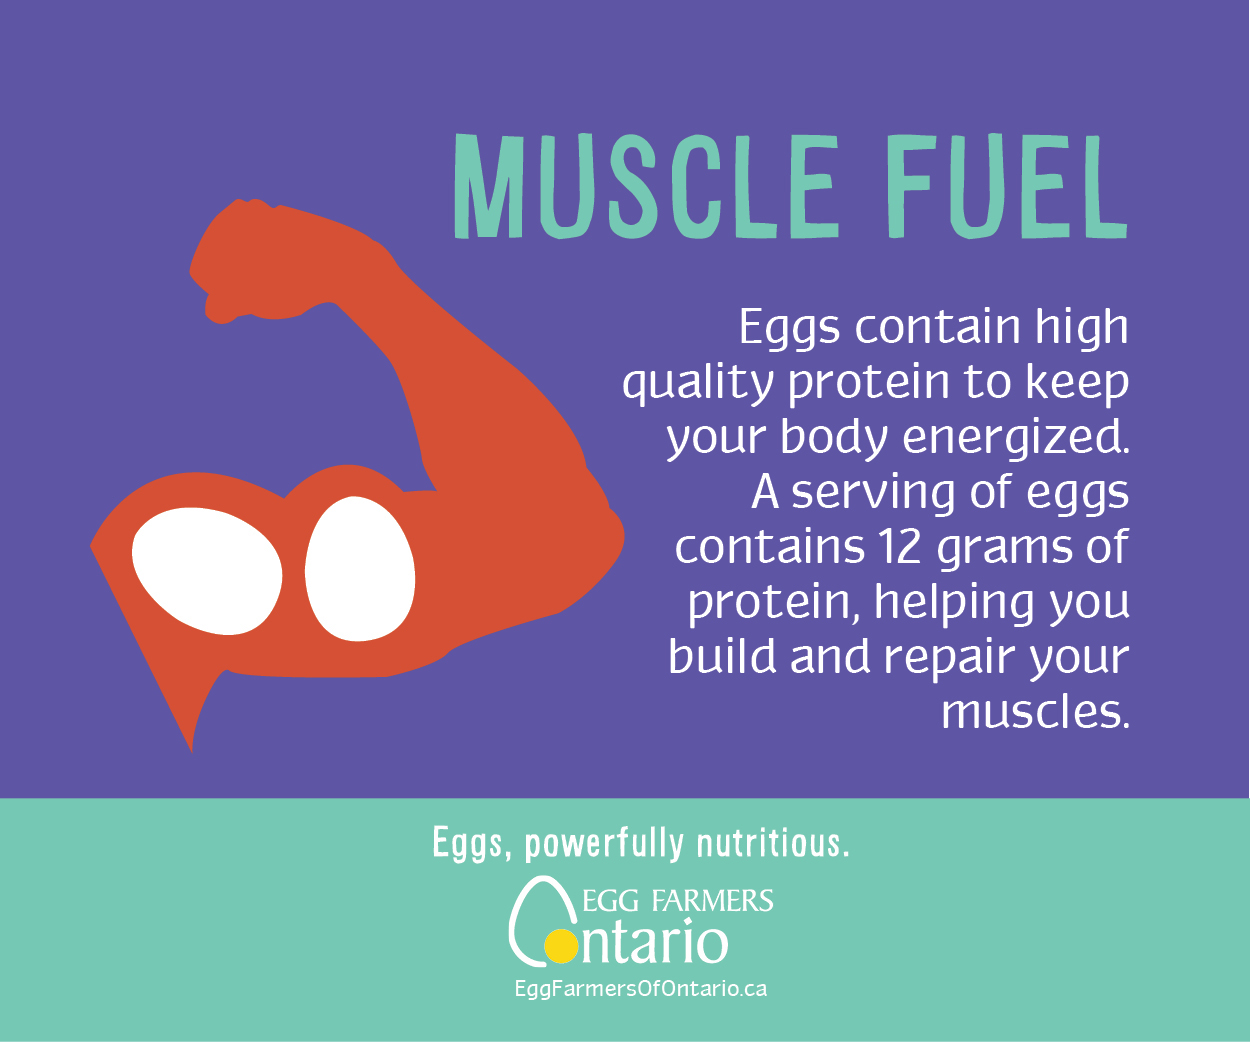 MUSCLE FUEL
Eggs contain high
quality protein to keep
your body energized.
A serving of eggs
contains 12 grams of
protein, helping you
build and repair your
muscles.
Eggs, powerfully nutritious.
EGG FARMERS
Ontario
EggFarmersOfOntario.ca